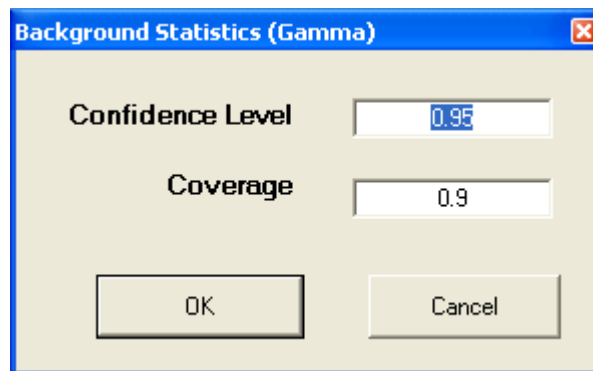 Background Statistics (Gamma)
Confidence Level 0.95
Coverage 0.9
OK Cancel